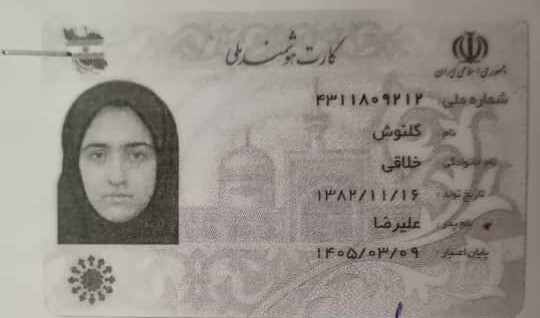 کارت هوشمند ملی
جمهوری اسلامی ایران
شماره ملی: ۴۳۱۱۸۰۹۲۱۲
نام: گلنوش
نام خانوادگی: خلاقی
تاریخ تولد: ۱۳۸۲/۱۱/۱۶
نام پدر: علیرضا
پایان اعتبار: ۱۴۰۵/۰۳/۰۹